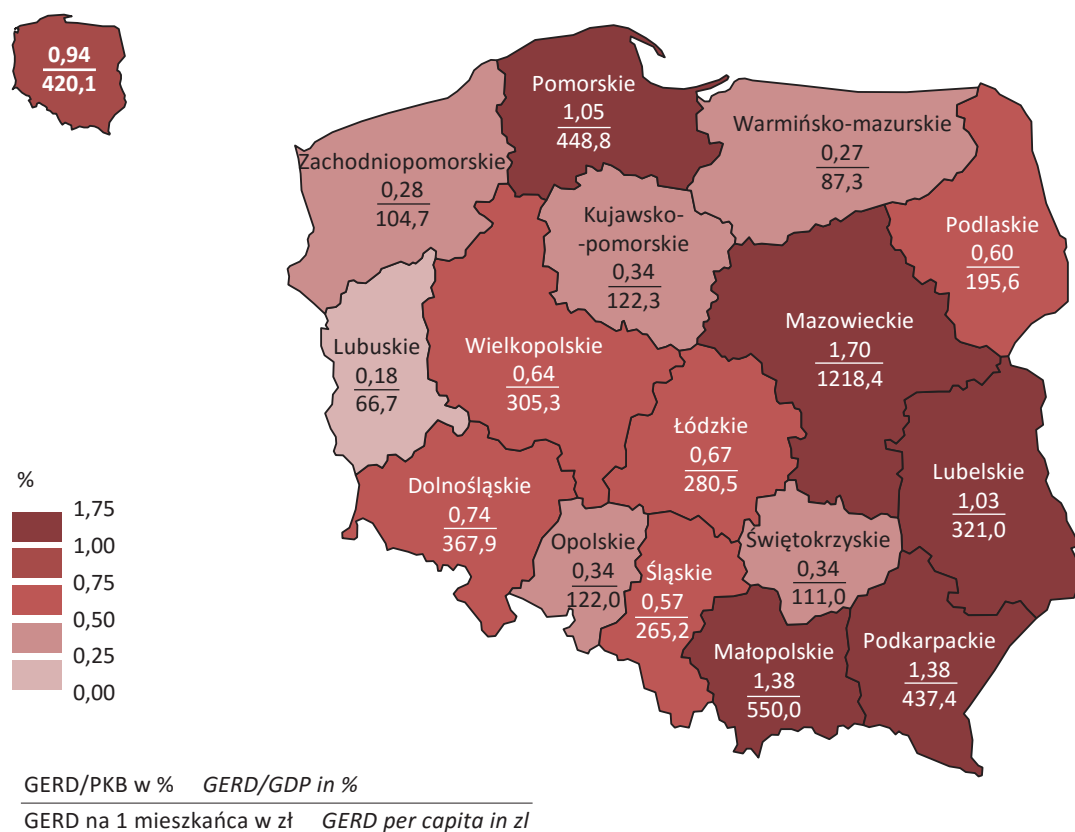 0,94
420,1
Pomorskie
1,05
448,8
Warmińsko-mazurskie
0,27
87,3
Zachodniopomorskie
0,28
104,7
Kujawsko-
-pomorskie
0,34
122,3
Podlaskie
0,60
195,6
Mazowieckie
1,70
1218,4
Lubuskie
0,18
66,7
Wielkopolskie
0,64
305,3
Łódzkie
0,67
280,5
Lubelskie
1,03
321,0
Dolnośląskie
0,74
367,9
Opolskie
0,34
122,0
Śląskie
0,57
265,2
Świętokrzyskie
0,34
111,0
Małopolskie
1,38
550,0
Podkarpackie
1,38
437,4
%
1,75
1,00
0,75
0,50
0,25
0,00
GERD/PKB w % GERD/GDP in %
GERD na 1 mieszkańca w zł GERD per capita in zl